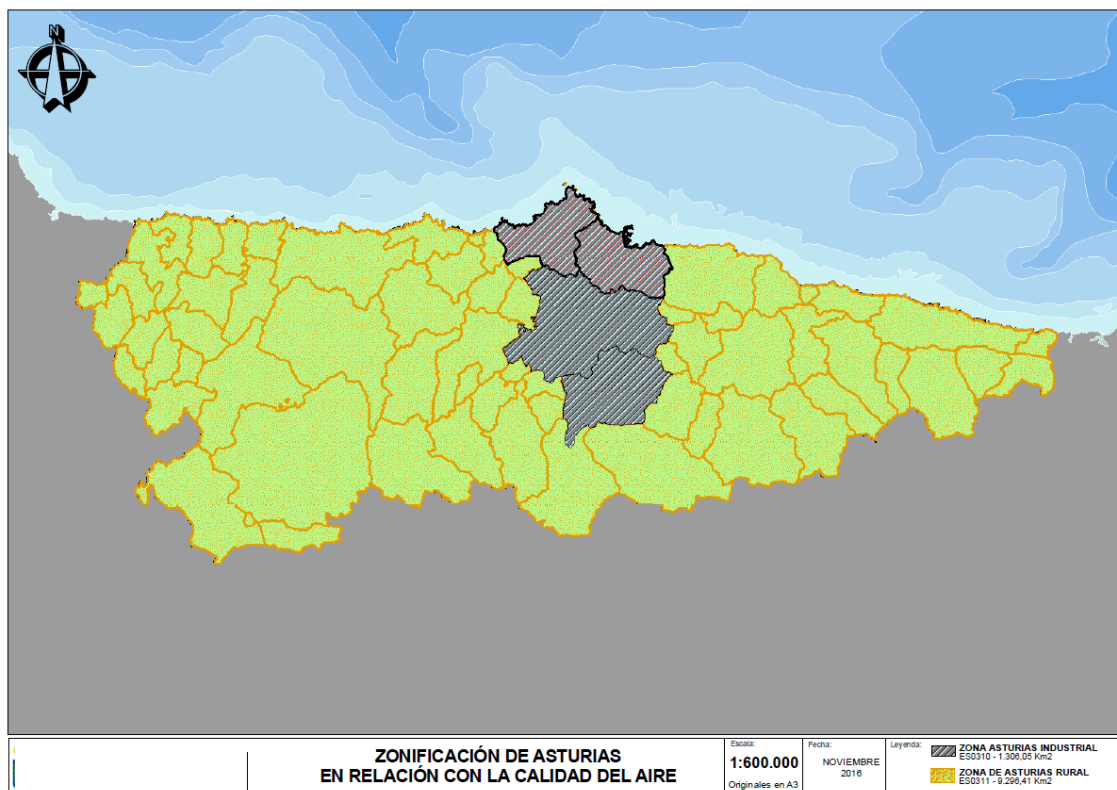 N
ZONIFICACIÓN DE ASTURIAS
EN RELACIÓN CON LA CALIDAD DEL AIRE
Escala:
1:600.000
Originales en A3
Fecha:
NOVIEMBRE
2016
Leyenda:
ZONA ASTURIAS INDUSTRIAL
ES0310 - 1.306,05 Km2
ZONA DE ASTURIAS RURAL
ES0311 - 9.296,41 Km2